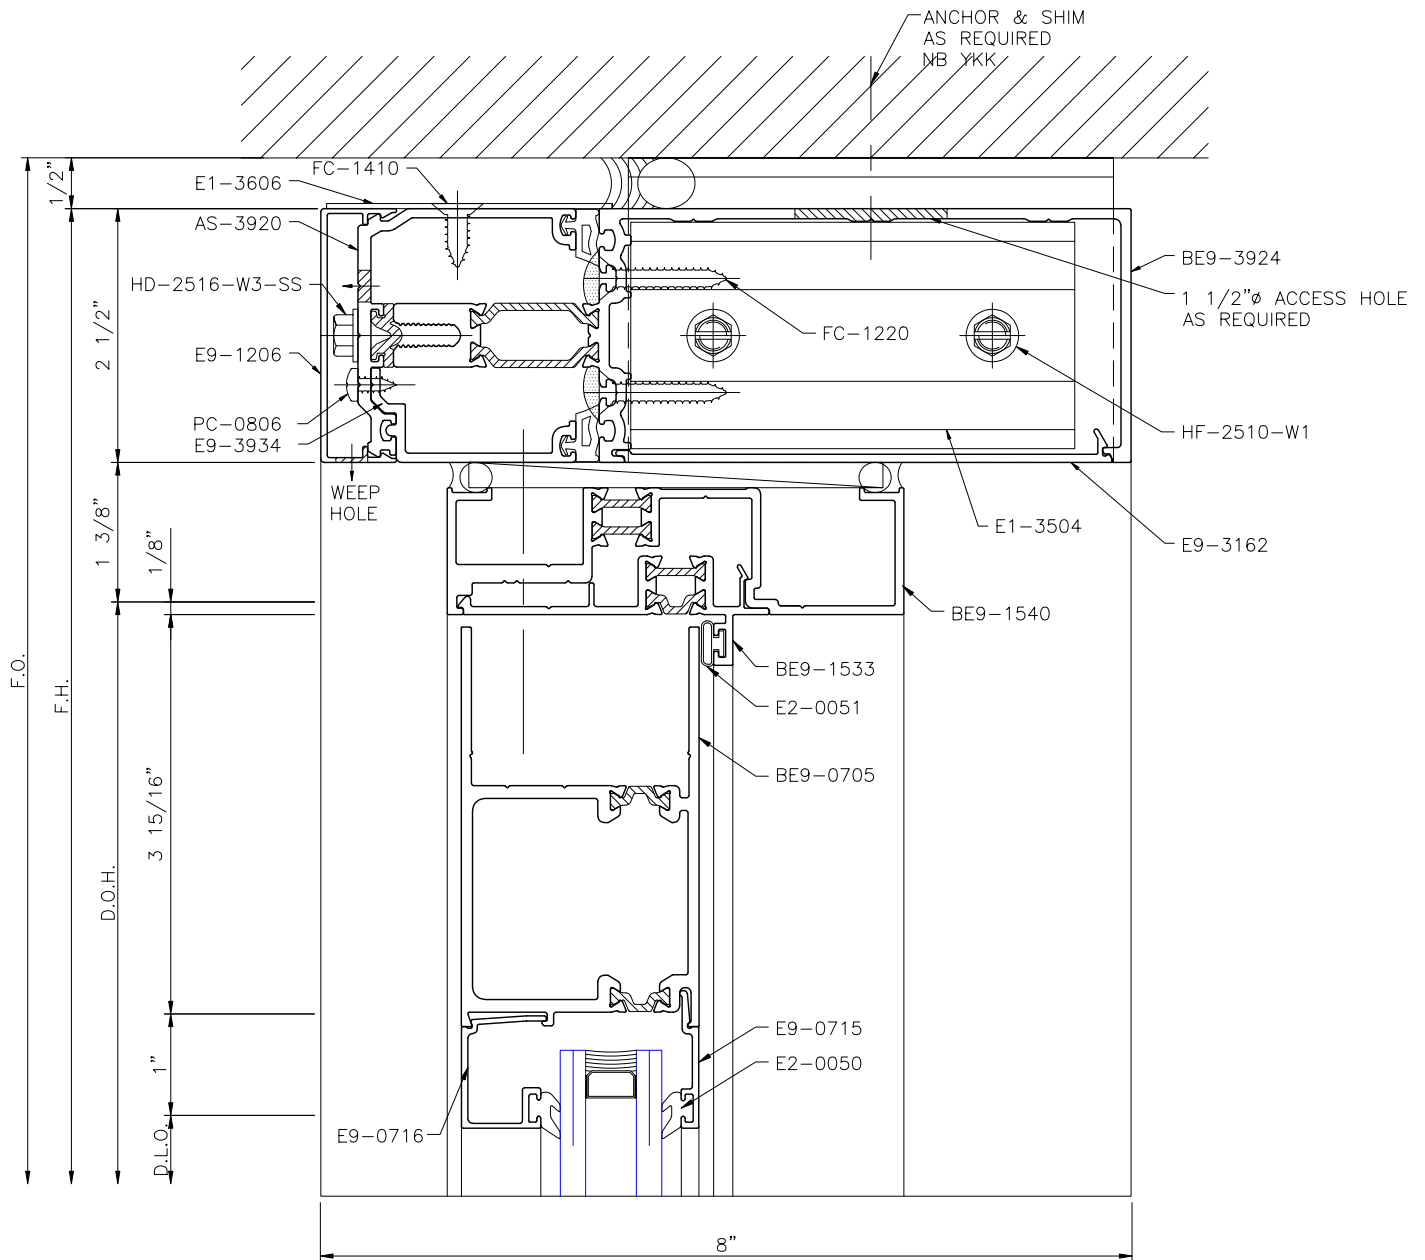 ANCHOR & SHIM
AS REQUIRED
NB YKK
1/2"
FC-1410
E1-3606
AS-3920
HD-2516-W3-SS
E9-1206
PC-0806
E9-3934
WEEP
HOLE
BE9-3924
1 1/2"ø ACCESS HOLE
AS REQUIRED
FC-1220
HF-2510-W1
E1-3504
E9-3162
BE9-1540
BE9-1533
E2-0051
BE9-0705
E9-0715
E2-0050
E9-0716
2 1/2"
1 3/8"
1/8"
3 15/16"
1"
F.O.
F.H.
D.O.H.
D.L.O.
8"